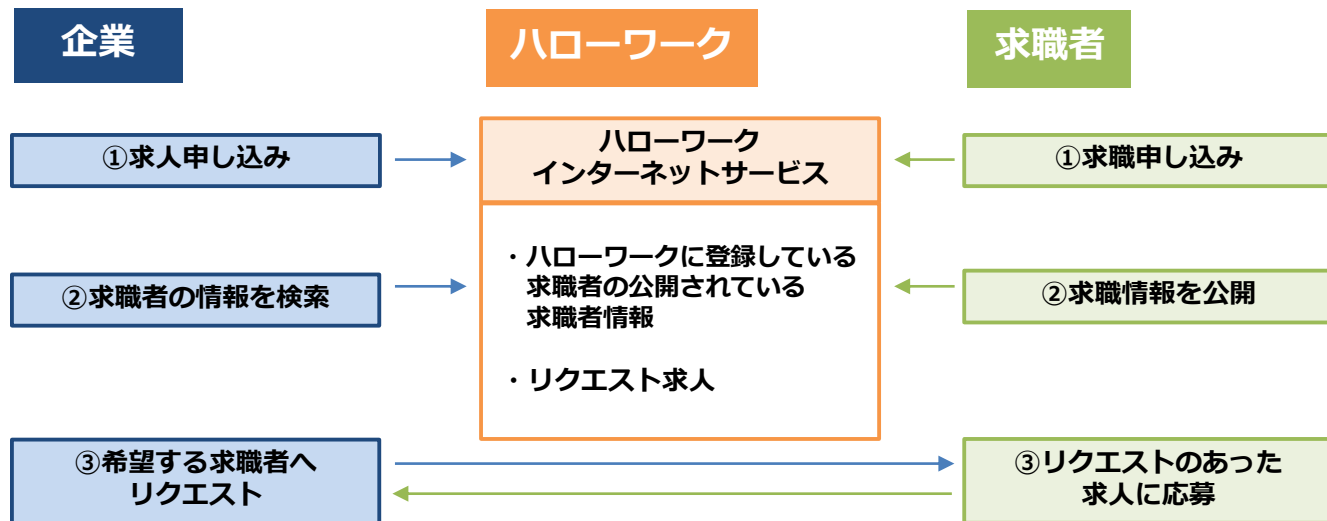 企業
ハローワーク
求職者
①求人申し込み
ハローワーク
インターネットサービス
①求職申し込み
②求職者の情報を検索
・ハローワークに登録している
求職者の公開されている
求職者情報
・リクエスト求人
②求職情報を公開
③希望する求職者へ
リクエスト
③リクエストのあった
求人に応募